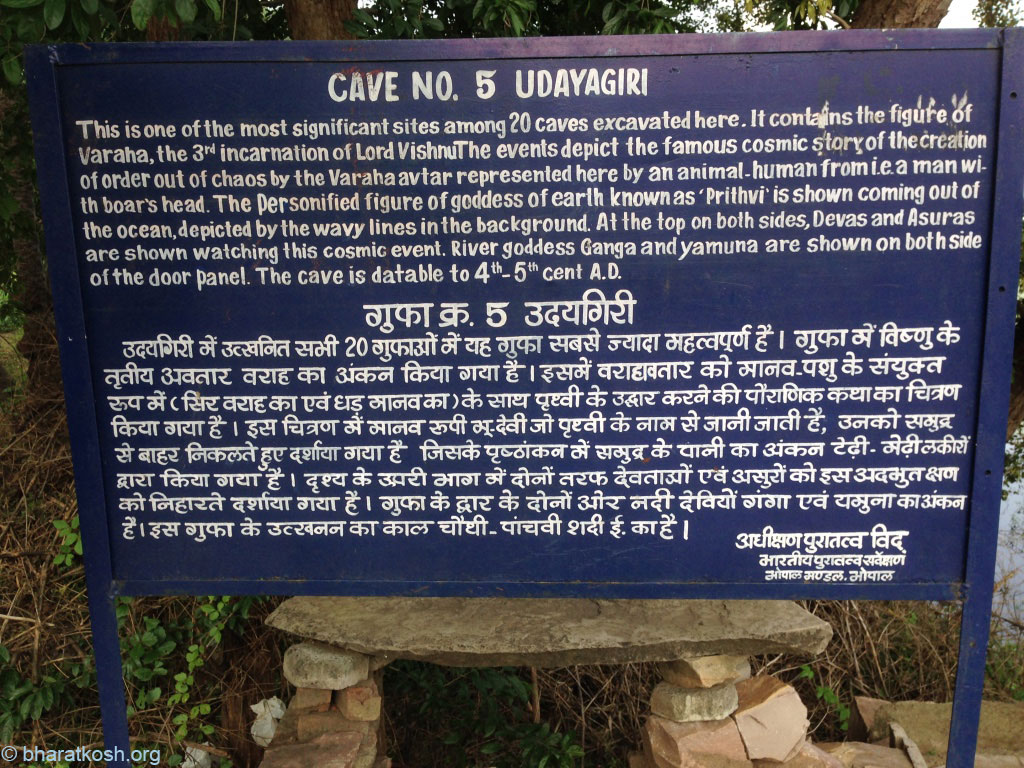 CAVE NO. 5 UDAYAGIRI
This is one of the most significant sites among 20 caves excavated here. It contains the figure of
Varaha, the 3rd incarnation of Lord Vishnu. The events depict the famous cosmic story of the creation
of order out of chaos by the Varaha avtar represented here by an animal-human from i.e. a man wi-
th boar's head. The Personified figure of goddess of earth known as 'Prithvi' is shown coming out of
the ocean, depicted by the wavy lines in the background. At the top on both sides, Devas and Asuras
are shown watching this cosmic event. River goddess Ganga and yamuna are shown on both side
of the door panel. The cave is datable to 4th-5th cent A.D.
गुफा क्र. 5 उदयगिरी
उदयगिरी में उत्खनित सभी 20 गुफाओं में यह गुफा सबसे ज्यादा महत्वपूर्ण है। गुफा में विष्णु के
तृतीय अवतार वराह का अंकन किया गया है। इसमें वराहावतार को मानव-पशु के संयुक्त
रुप में (सिर वराह का एवं धड़ मानव का) के साथ पृथ्वी के उद्धार करने की पौराणिक कथा का चित्रण
किया गया है। इस चित्रण में मानव रूपी भू-देवी जो पृथ्वी के नाम से जानी जाती है, उनको समुद्र
से बाहर निकलते हुए दर्शाया गया है जिसके पृष्ठांकन में समुद्र के पानी का अंकन टेढ़ी-मेढ़ी लकीरों
द्वारा किया गया है। दृश्य के ऊपरी भाग में दोनों तरफ देवताओं एवं असुरों को इस अदभुत क्षण
को निहारते दर्शाया गया है। गुफा के द्वार के दोनों ओर नदी देवियों गंगा एवं यमुना का अंकन
है। इस गुफा के उत्खनन का काल चौथी-पांचवी शदी ई. का है।
अधीक्षण पुरातत्व विद्
भारतीय पुरातत्व सर्वेक्षण
भोपाल मण्डल, भोपाल
© bharatkosh.org